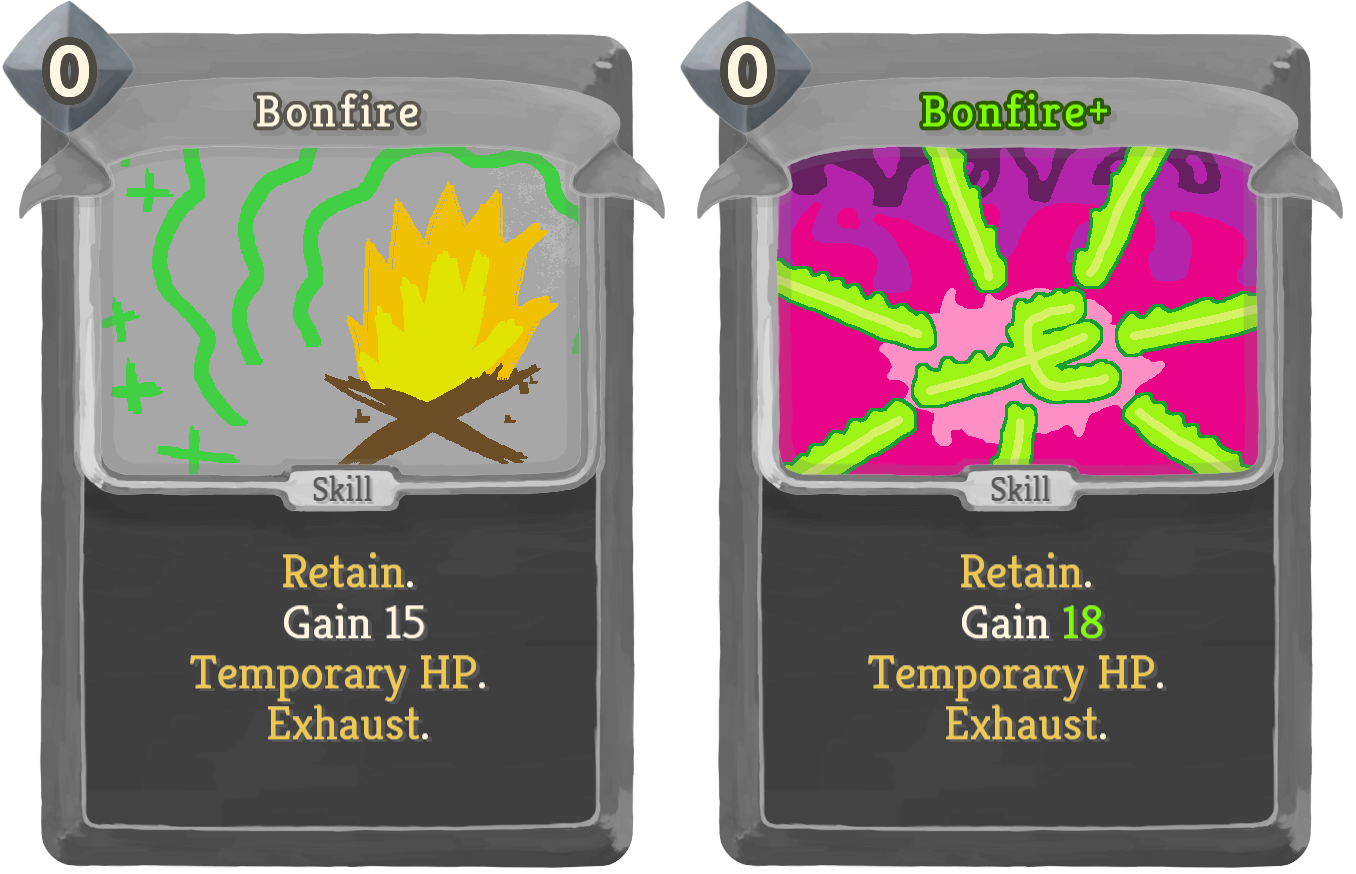 0
Bonfire
Skill
Retain.
Gain 15
Temporary HP.
Exhaust.
0
Bonfire+
Skill
Retain.
Gain 18
Temporary HP.
Exhaust.